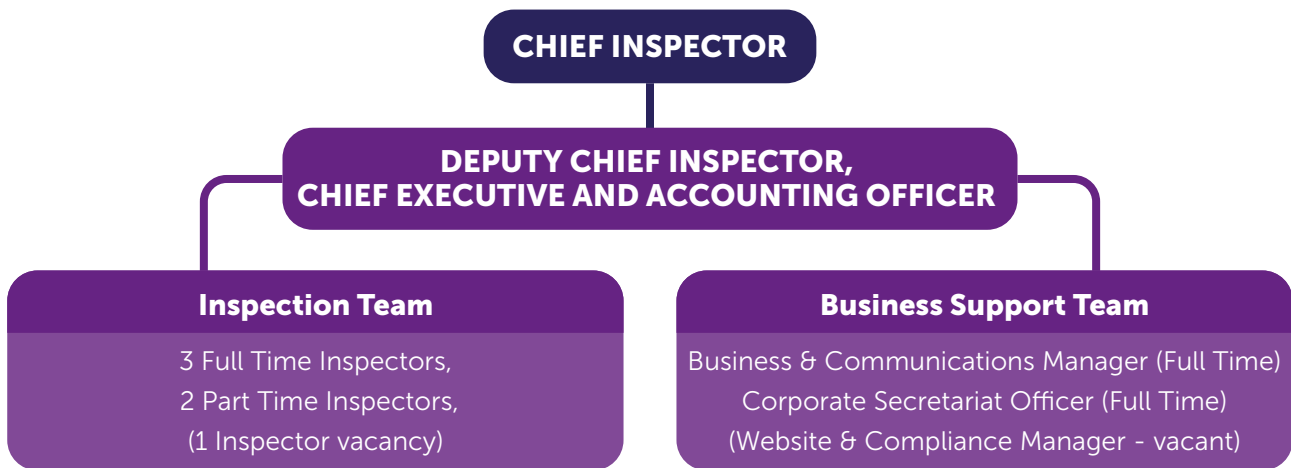 CHIEF INSPECTOR
DEPUTY CHIEF INSPECTOR,
CHIEF EXECUTIVE AND ACCOUNTING OFFICER
Inspection Team
3 Full Time Inspectors,
2 Part Time Inspectors,
(1 Inspector vacancy)
Business Support Team
Business & Communications Manager (Full Time)
Corporate Secretariat Officer (Full Time)
(Website & Compliance Manager - vacant)